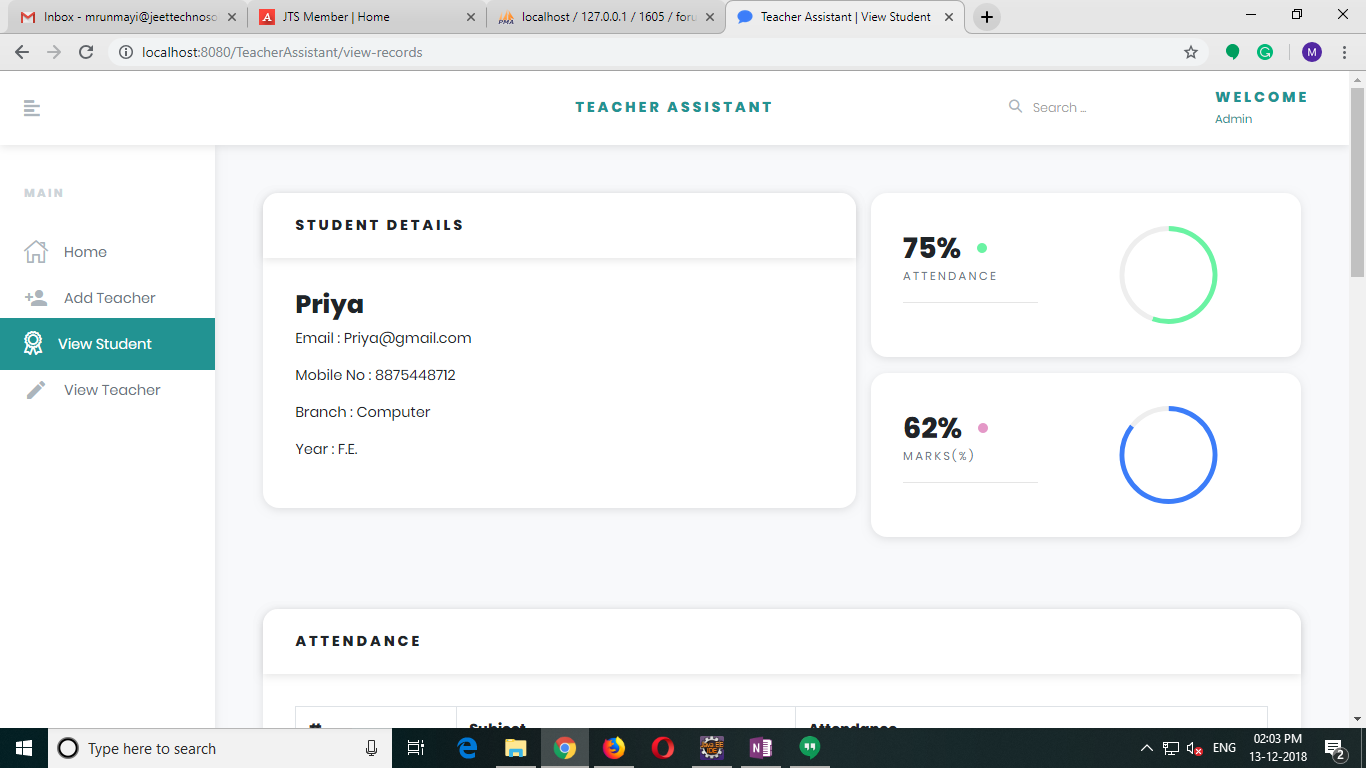 Inbox - mrunmayi@jeettechnoso
JTS Member | Home
PMA
localhost / 127.0.0.1 / 1605 / foru
Teacher Assistant | View Student
localhost:8080/TeacherAssistant/view-records
M
TEACHER ASSISTANT
Search ...
WELCOME
Admin
MAIN
Home
Add Teacher
View Student
View Teacher
STUDENT DETAILS
Priya
Email : Priya@gmail.com
Mobile No : 8875448712
Branch : Computer
Year : F.E.
75%
ATTENDANCE
62%
MARKS(%)
ATTENDANCE
# Subject Attendance
Type here to search
ENG
02:03 PM
13-12-2018
2